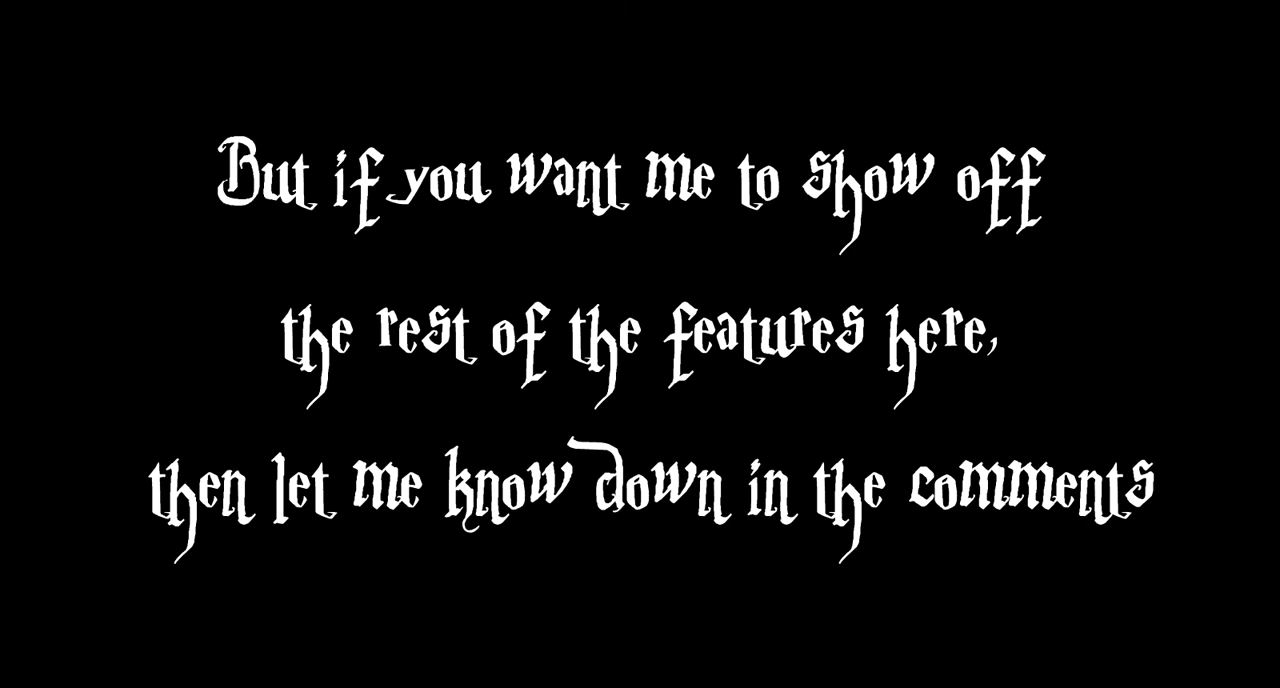 But if you want me to show off
the rest of the features here,
then let me know down in the comments